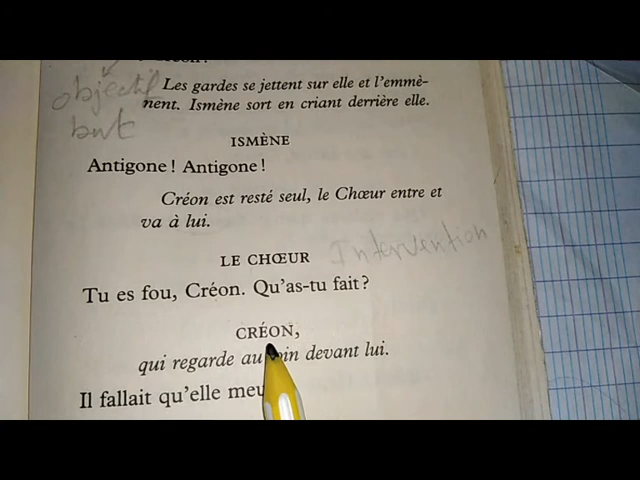 objectif
but
Les gardes se jettent sur elle et l'emmè-
nent. Ismène sort en criant derrière elle.
ISMÈNE
Antigone ! Antigone !
Créon est resté seul, le Chœur entre et
va à lui.
Intervention
LE CHŒUR
Tu es fou, Créon. Qu'as-tu fait ?
CRÉON,
qui regarde au loin devant lui.
Il fallait qu'elle